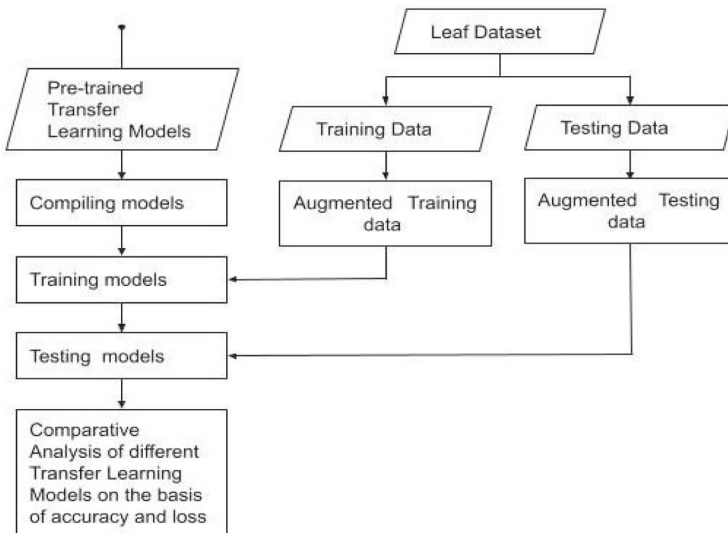 Leaf Dataset
Pre-trained
Transfer
Learning Models
Training Data
Testing Data
Compiling models
Augmented Training
data
Augmented Testing
data
Training models
Testing models
Comparative
Analysis of different
Transfer Learning
Models on the basis
of accuracy and loss